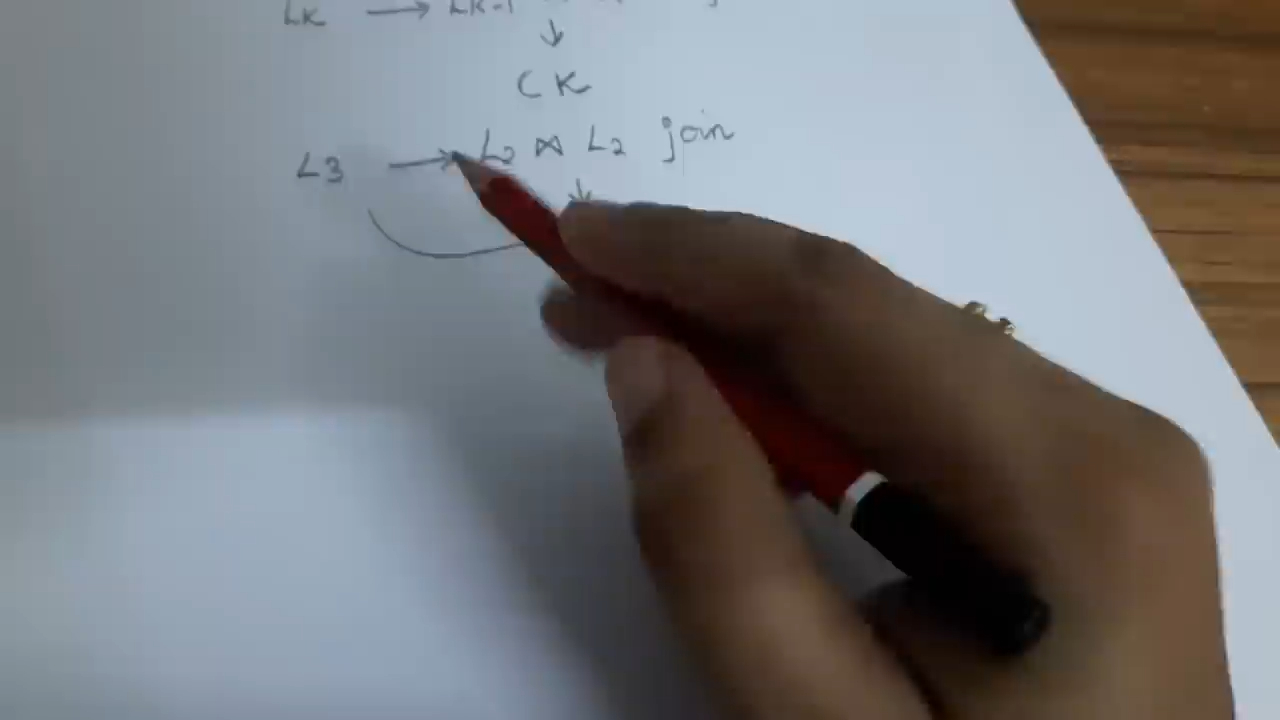 LK → LK-1
↓
CK
L3 → L2 ⋈ L2 join
↓